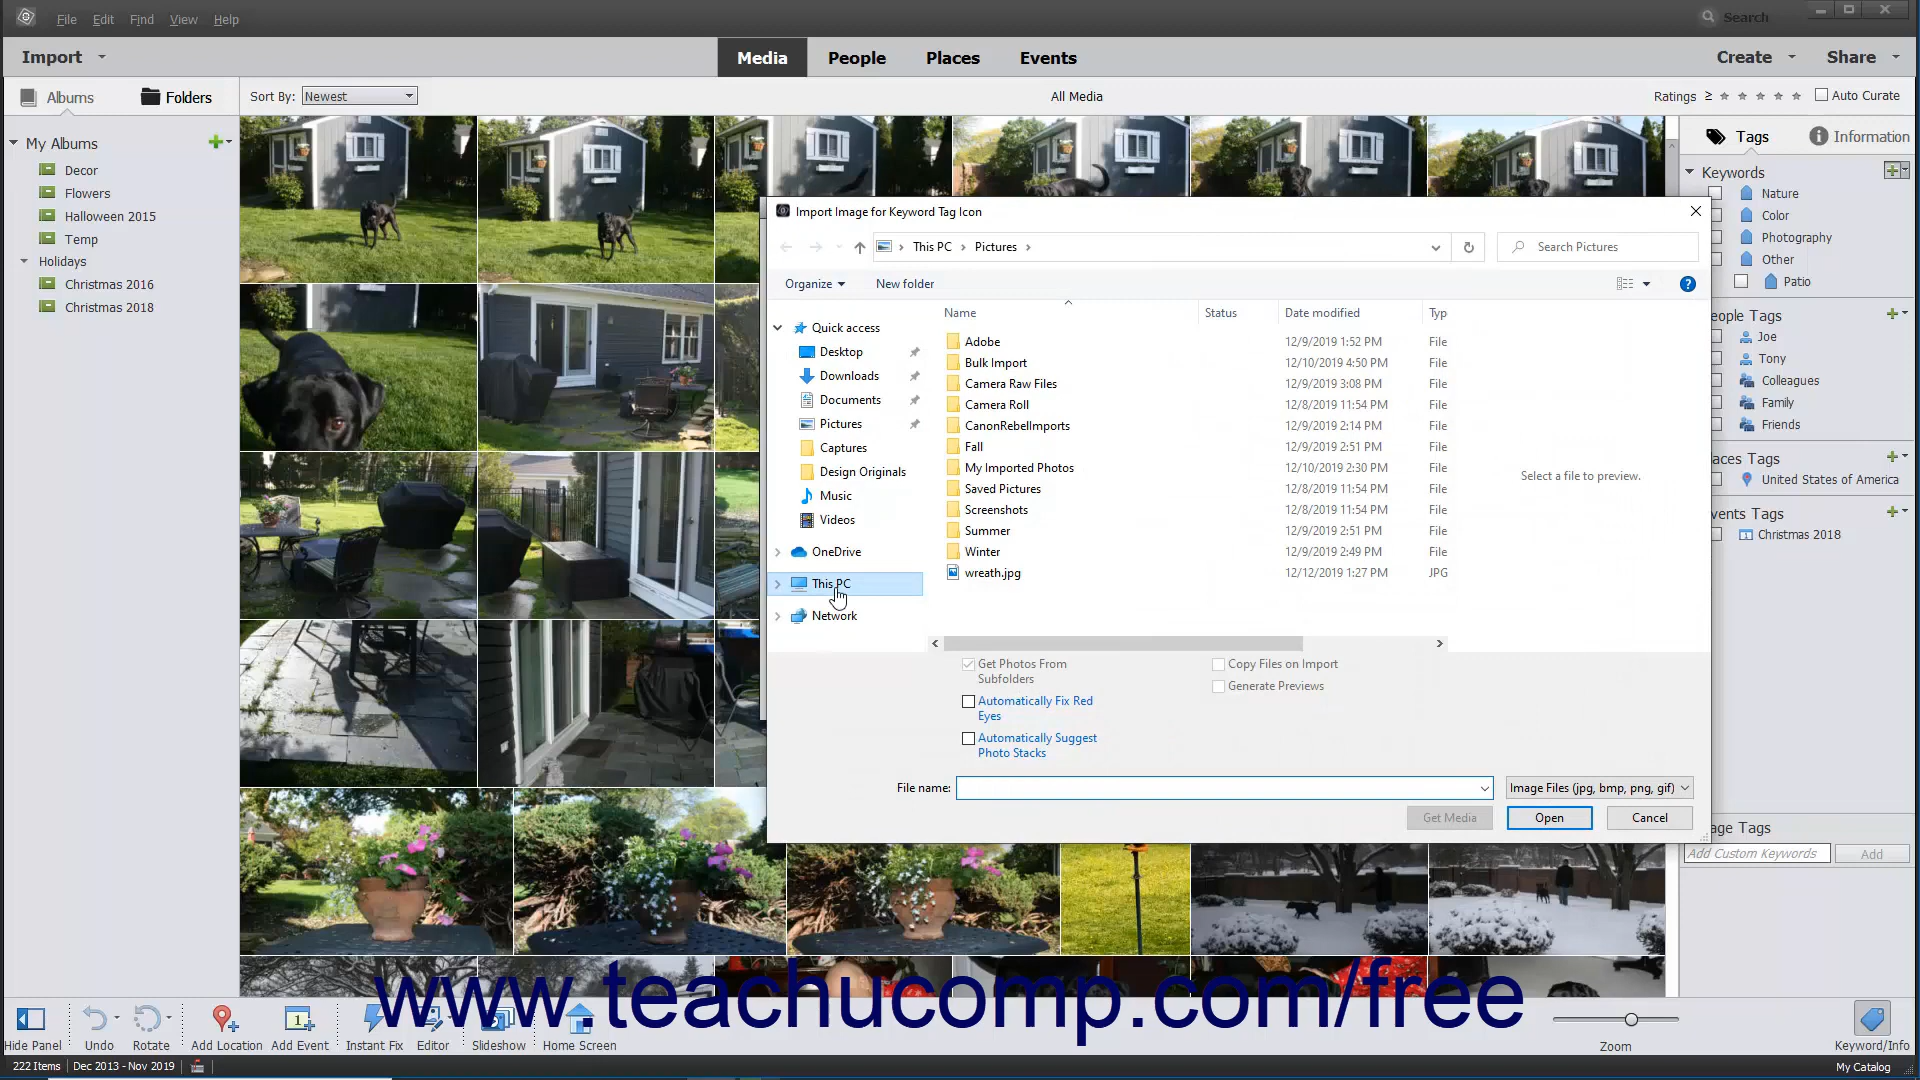 File Edit Find View Help
Search
Import
Media People Places Events
Create Share
Albums Folders
Sort By: Newest
All Media
Ratings ≥ Auto Curate
My Albums
Decor
Flowers
Halloween 2015
Temp
Holidays
Christmas 2016
Christmas 2018
Import Image for Keyword Tag Icon
This PC > Pictures >
Search Pictures
Organize New folder
Quick access
Desktop
Downloads
Documents
Pictures
Captures
Design Originals
Music
Videos
OneDrive
This PC
Network
Name Status Date modified Typ
Adobe 12/9/2019 1:52 PM File
Bulk Import 12/10/2019 4:50 PM File
Camera Raw Files 12/9/2019 3:08 PM File
Camera Roll 12/8/2019 11:54 PM File
CanonRebelImports 12/9/2019 2:14 PM File
Fall 12/9/2019 2:51 PM File
My Imported Photos 12/10/2019 2:30 PM File
Saved Pictures 12/8/2019 11:54 PM File
Screenshots 12/8/2019 11:54 PM File
Summer 12/9/2019 2:51 PM File
Winter 12/9/2019 2:49 PM File
wreath.jpg 12/12/2019 1:27 PM JPG
Select a file to preview.
Get Photos From
Subfolders
Automatically Fix Red
Eyes
Automatically Suggest
Photo Stacks
Copy Files on Import
Generate Previews
File name:
Image Files (jpg, bmp, png, gif)
Get Media Open Cancel
Tags Information
Keywords
Nature
Color
Photography
Other
Patio
eople Tags
Joe
Tony
Colleagues
Family
Friends
laces Tags
United States of America
vents Tags
Christmas 2018
age Tags
Add Custom Keywords Add
www.teachucomp.com/free
Hide Panel Undo Rotate Add Location Add Event Instant Fix Editor Slideshow Home Screen
Zoom
Keyword/Info
222 Items Dec 2013 - Nov 2019
My Catalog